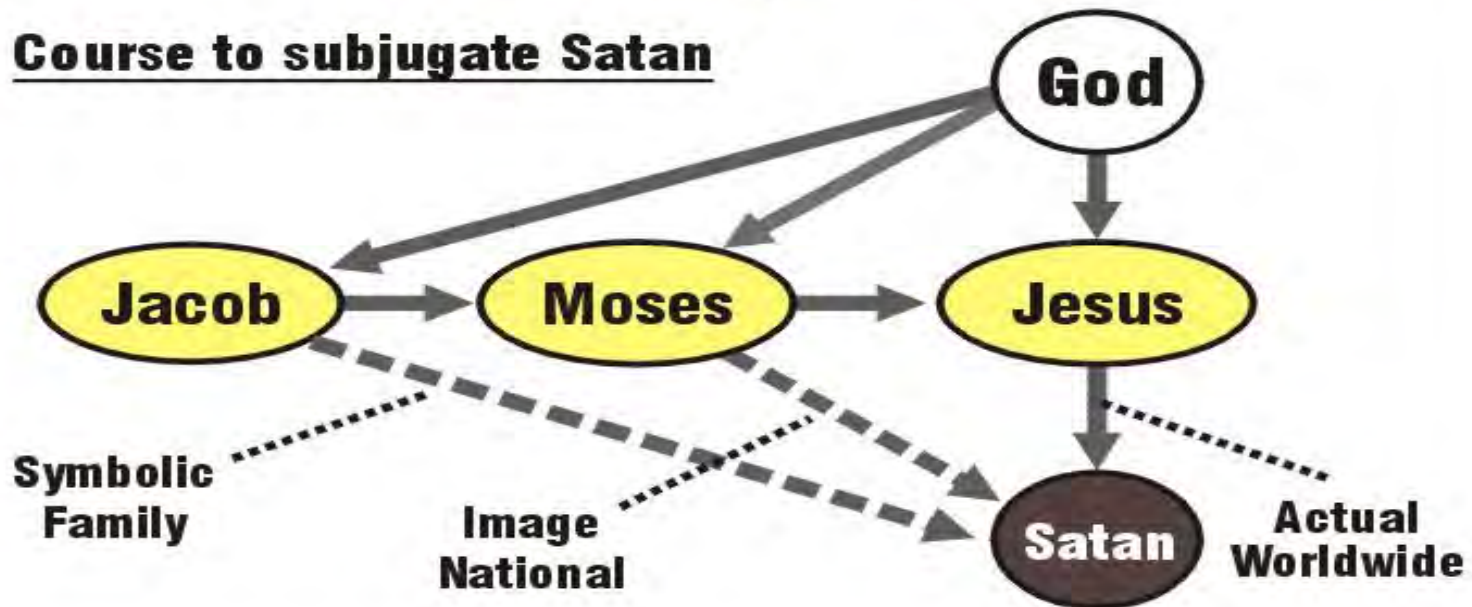 Course to subjugate Satan
God
Jacob
Moses
Jesus
Symbolic
Family
Image
National
Satan
Actual
Worldwide